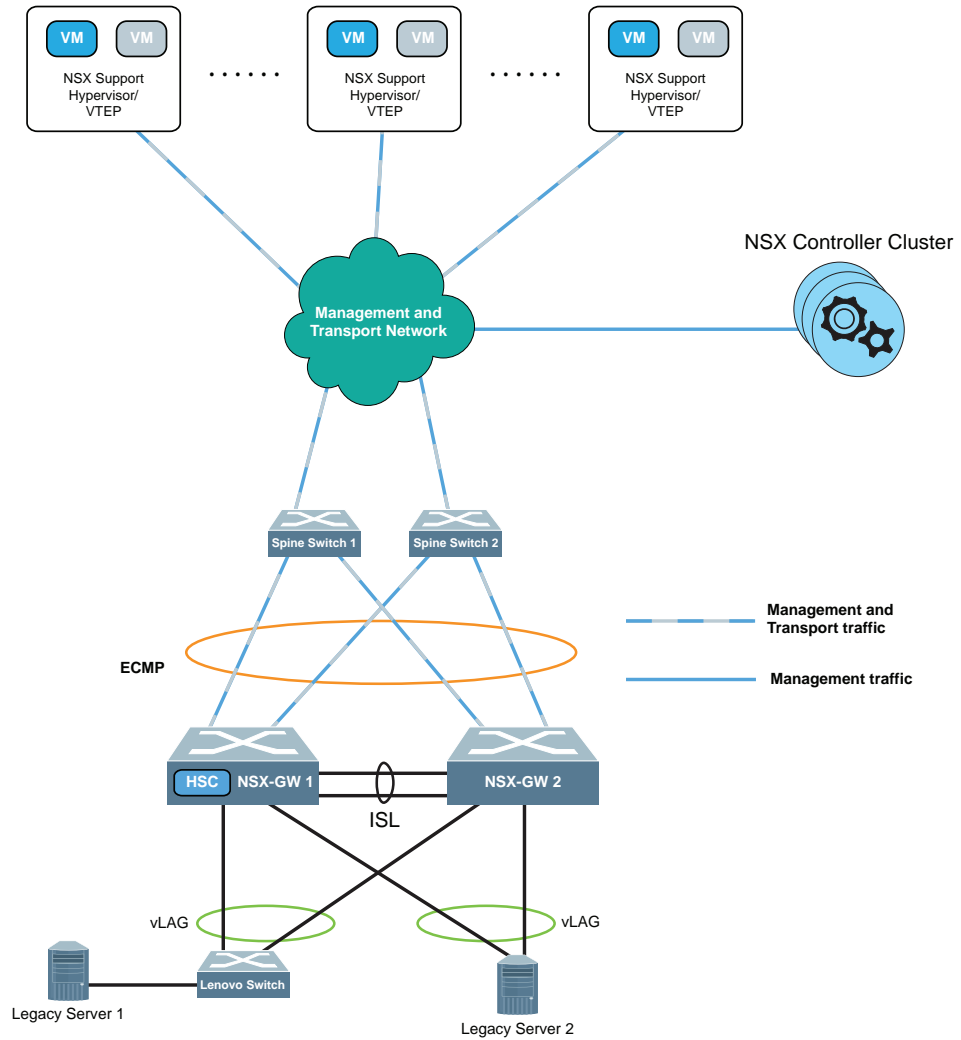 VM VM
NSX Support
Hypervisor/
VTEP
VM VM
NSX Support
Hypervisor/
VTEP
VM VM
NSX Support
Hypervisor/
VTEP
NSX Controller Cluster
Management and
Transport Network
Spine Switch 1
Spine Switch 2
Management and
Transport traffic
ECMP
Management traffic
HSC NSX-GW 1
NSX-GW 2
ISL
vLAG
vLAG
Lenovo Switch
Legacy Server 1
Legacy Server 2